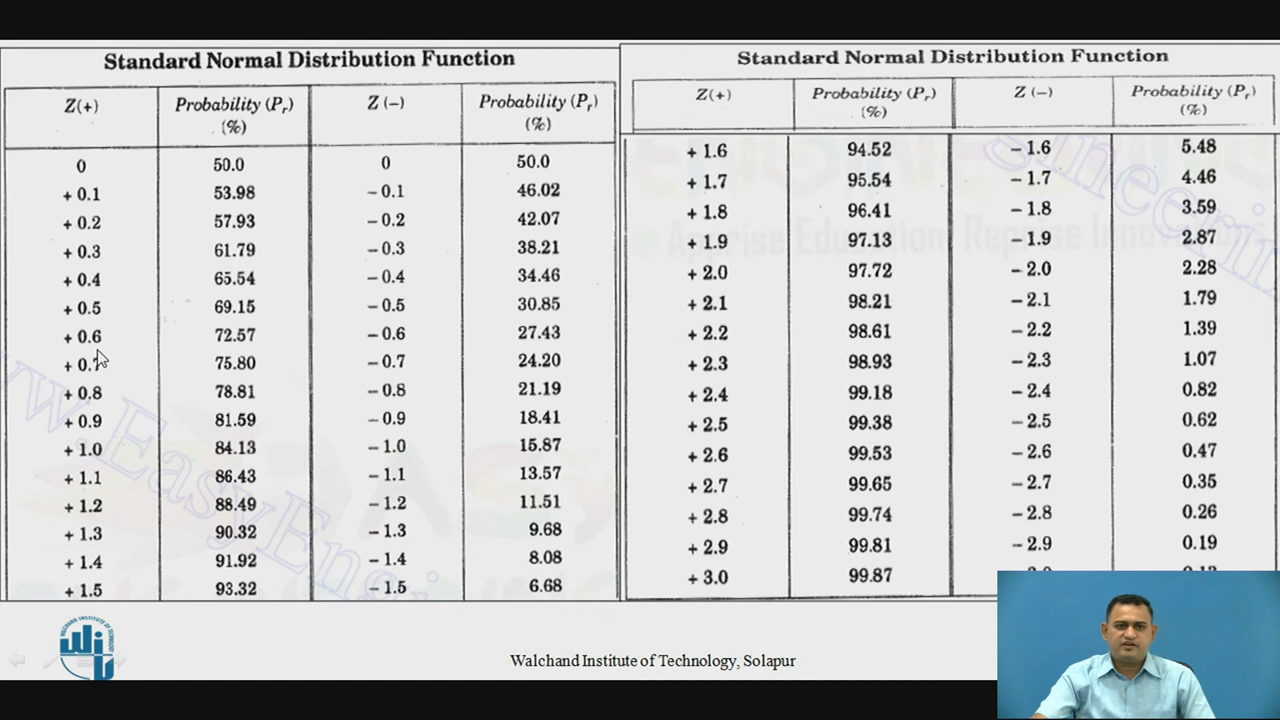 Standard Normal Distribution Function
Z(+) Probability (Pr) (%) Z (−) Probability (Pr) (%)
0 50.0 0 50.0
+ 0.1 53.98 − 0.1 46.02
+ 0.2 57.93 − 0.2 42.07
+ 0.3 61.79 − 0.3 38.21
+ 0.4 65.54 − 0.4 34.46
+ 0.5 69.15 − 0.5 30.85
+ 0.6 72.57 − 0.6 27.43
+ 0.7 75.80 − 0.7 24.20
+ 0.8 78.81 − 0.8 21.19
+ 0.9 81.59 − 0.9 18.41
+ 1.0 84.13 − 1.0 15.87
+ 1.1 86.43 − 1.1 13.57
+ 1.2 88.49 − 1.2 11.51
+ 1.3 90.32 − 1.3 9.68
+ 1.4 91.92 − 1.4 8.08
+ 1.5 93.32 − 1.5 6.68
Standard Normal Distribution Function
Z(+) Probability (Pr) (%) Z (−) Probability (Pr) (%)
+ 1.6 94.52 − 1.6 5.48
+ 1.7 95.54 − 1.7 4.46
+ 1.8 96.41 − 1.8 3.59
+ 1.9 97.13 − 1.9 2.87
+ 2.0 97.72 − 2.0 2.28
+ 2.1 98.21 − 2.1 1.79
+ 2.2 98.61 − 2.2 1.39
+ 2.3 98.93 − 2.3 1.07
+ 2.4 99.18 − 2.4 0.82
+ 2.5 99.38 − 2.5 0.62
+ 2.6 99.53 − 2.6 0.47
+ 2.7 99.65 − 2.7 0.35
+ 2.8 99.74 − 2.8 0.26
+ 2.9 99.81 − 2.9 0.19
+ 3.0 99.87
Walchand Institute of Technology, Solapur